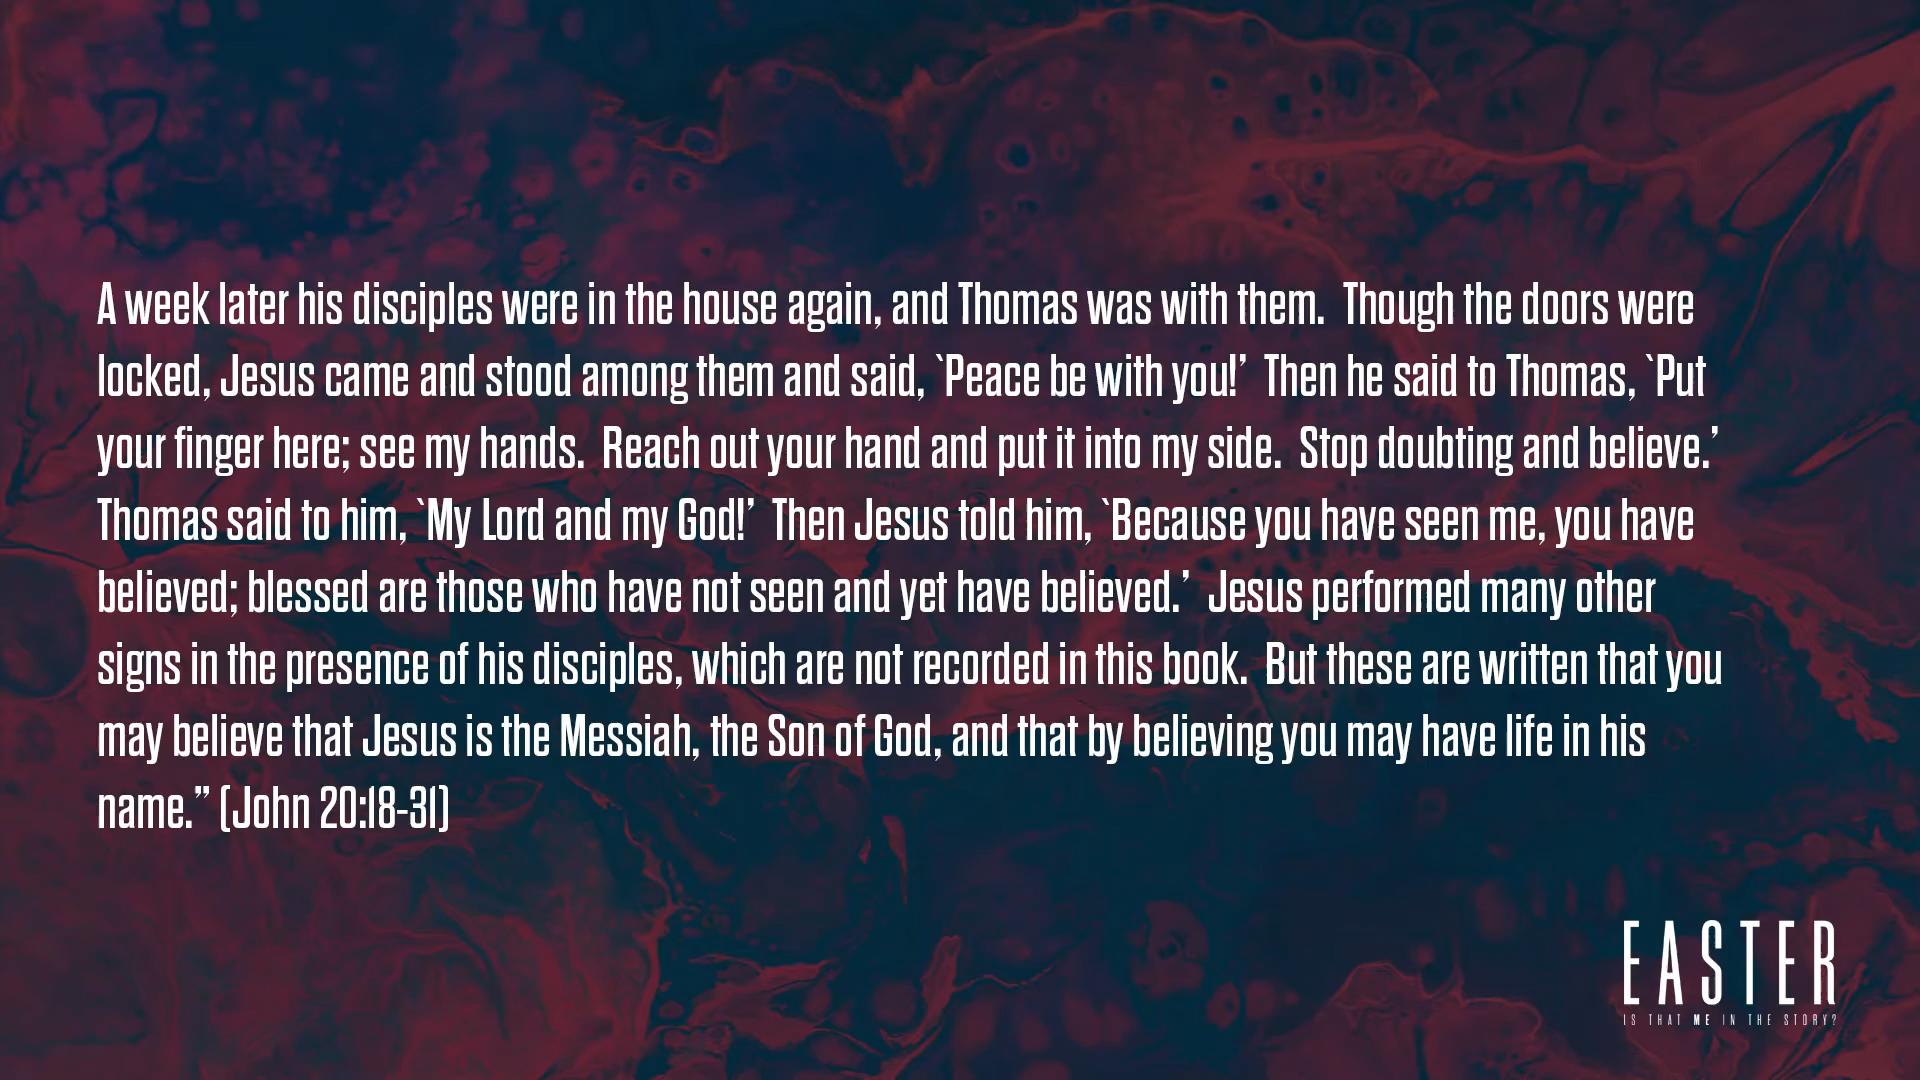 A week later his disciples were in the house again, and Thomas was with them.  Though the doors were
locked, Jesus came and stood among them and said, `Peace be with you!’  Then he said to Thomas, `Put
your finger here; see my hands.  Reach out your hand and put it into my side.  Stop doubting and believe.’
Thomas said to him, `My Lord and my God!’  Then Jesus told him, `Because you have seen me, you have
believed; blessed are those who have not seen and yet have believed.’  Jesus performed many other
signs in the presence of his disciples, which are not recorded in this book.  But these are written that you
may believe that Jesus is the Messiah, the Son of God, and that by believing you may have life in his
name.” (John 20:18-31)
EASTER
IS THAT ME IN THE STORY?